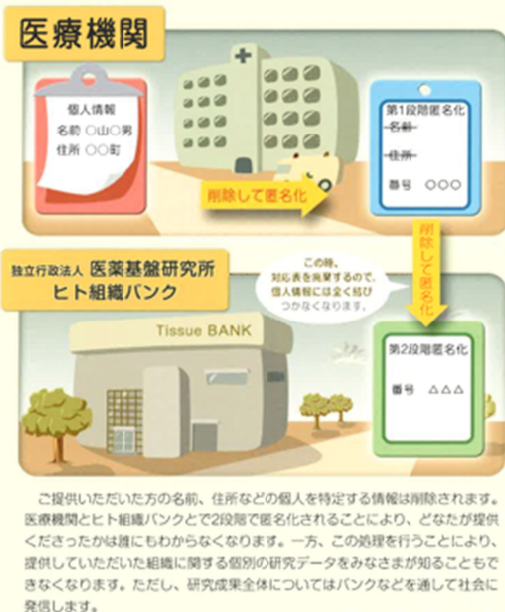 医療機関
個人情報
名前 ○山○男
住所 ○○町
第1段階匿名化
名前
住所
番号 ○○○
削除して匿名化
削除して匿名化
独立行政法人 医薬基盤研究所
ヒト組織バンク
この時、
対応表を廃棄するので、
個人情報には全く結び
つかなくなります。
Tissue BANK
第2段階匿名化
番号 △△△
ご提供いただいた方の名前、住所などの個人を特定する情報は削除されます。
医療機関とヒト組織バンクとで2段階で匿名化されることにより、どなたが提供
くださったかは誰にもわからなくなります。一方、この処理を行うことにより、
提供していただいた組織に関する個別の研究データをみなさまが知ることもで
きなくなります。ただし、研究成果全体についてはバンクなどを通して社会に
発信します。